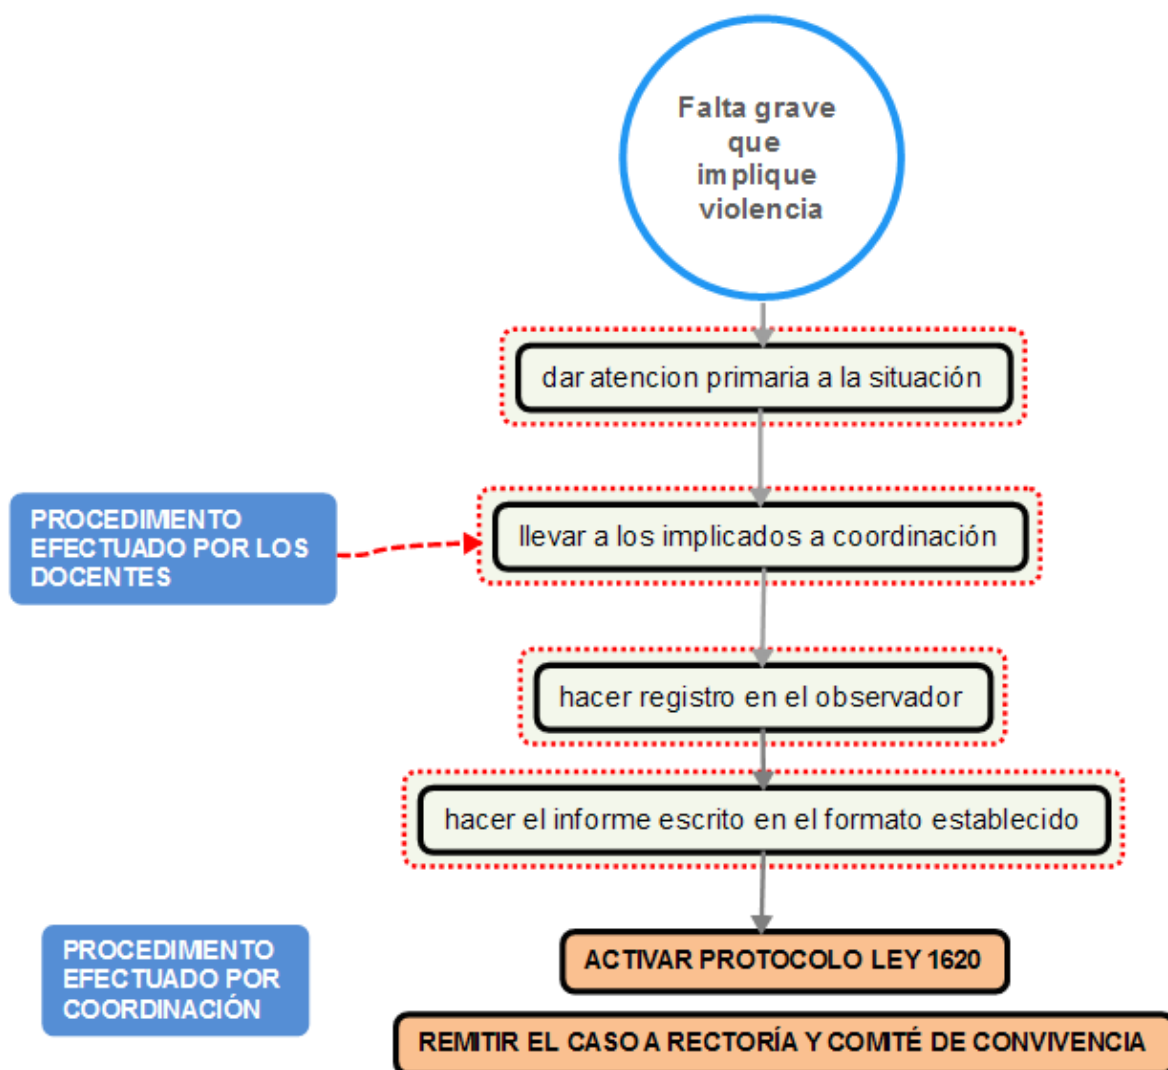 Falta grave
que
implique
violencia
dar atencion primaria a la situación
PROCEDIMIENTO
EFECTUADO POR LOS
DOCENTES
llevar a los implicados a coordinación
hacer registro en el observador
hacer el informe escrito en el formato establecido
PROCEDIMIENTO
EFECTUADO POR
COORDINACIÓN
ACTIVAR PROTOCOLO LEY 1620
REMITIR EL CASO A RECTORÍA Y COMITÉ DE CONVIVENCIA